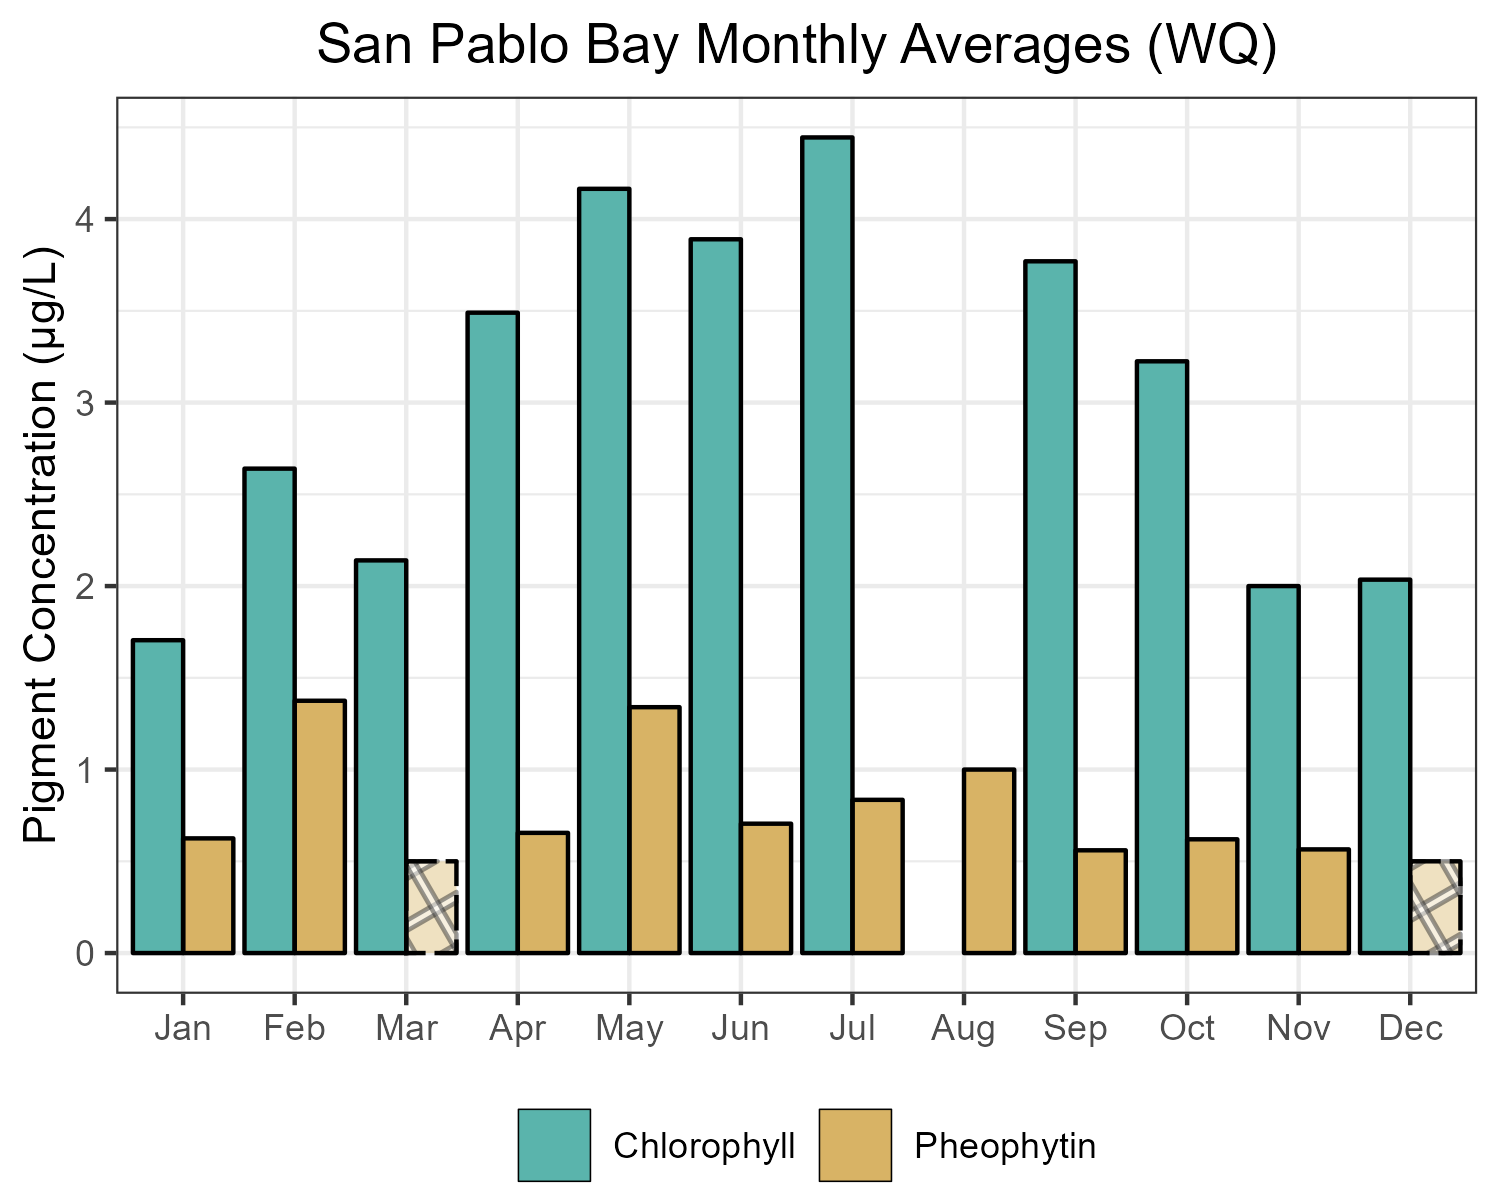 San Pablo Bay Monthly Averages (WQ)
Pigment Concentration (µg/L)
4
3
2
1
0
Jan Feb Mar Apr May Jun Jul Aug Sep Oct Nov Dec
Chlorophyll Pheophytin